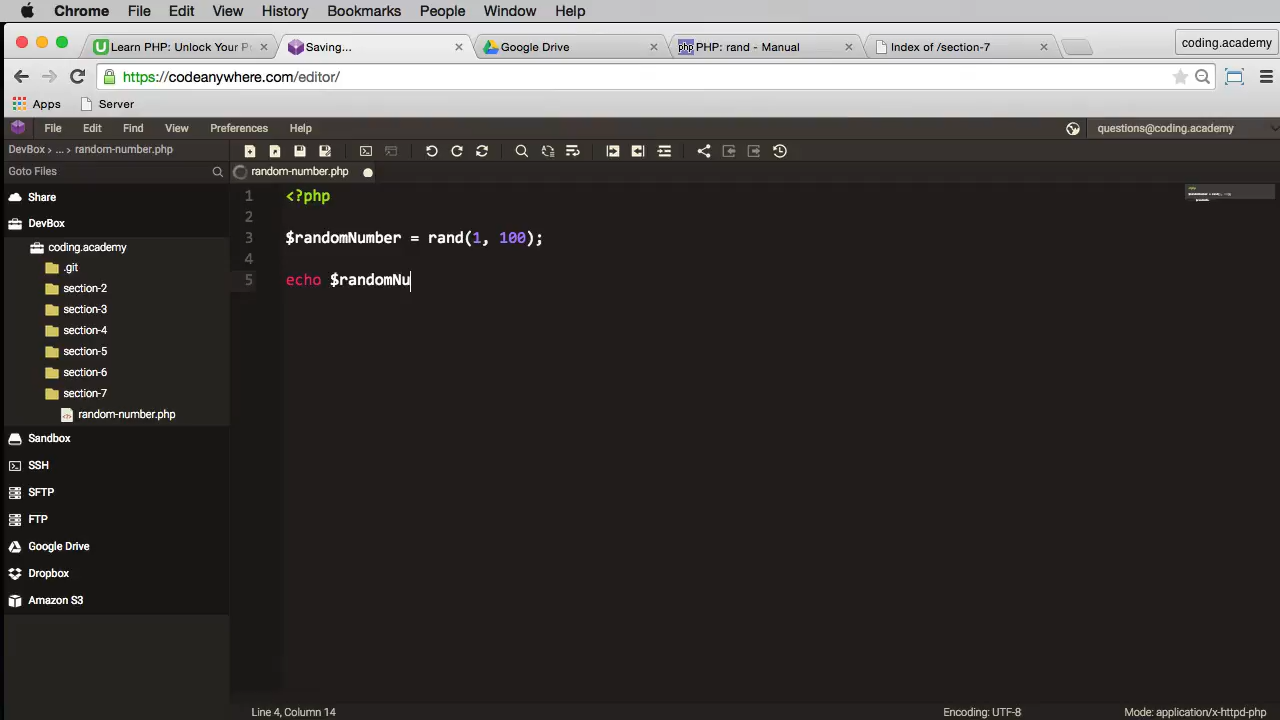 Chrome File Edit View History Bookmarks People Window Help
Learn PHP: Unlock Your P
Saving...
Google Drive
php PHP: rand - Manual
Index of /section-7
coding.academy
https://codeanywhere.com/editor/
Apps Server
File Edit Find View Preferences Help
questions@coding.academy
DevBox > ... > random-number.php
Goto Files
random-number.php
Share
DevBox
coding.academy
.git
section-2
section-3
section-4
section-5
section-6
section-7
random-number.php
Sandbox
SSH
SFTP
FTP
Google Drive
Dropbox
Amazon S3
1 <?php
2
3 $randomNumber = rand(1, 100);
4
5 echo $randomNu
Line 4, Column 14
Encoding: UTF-8
Mode: application/x-httpd-php